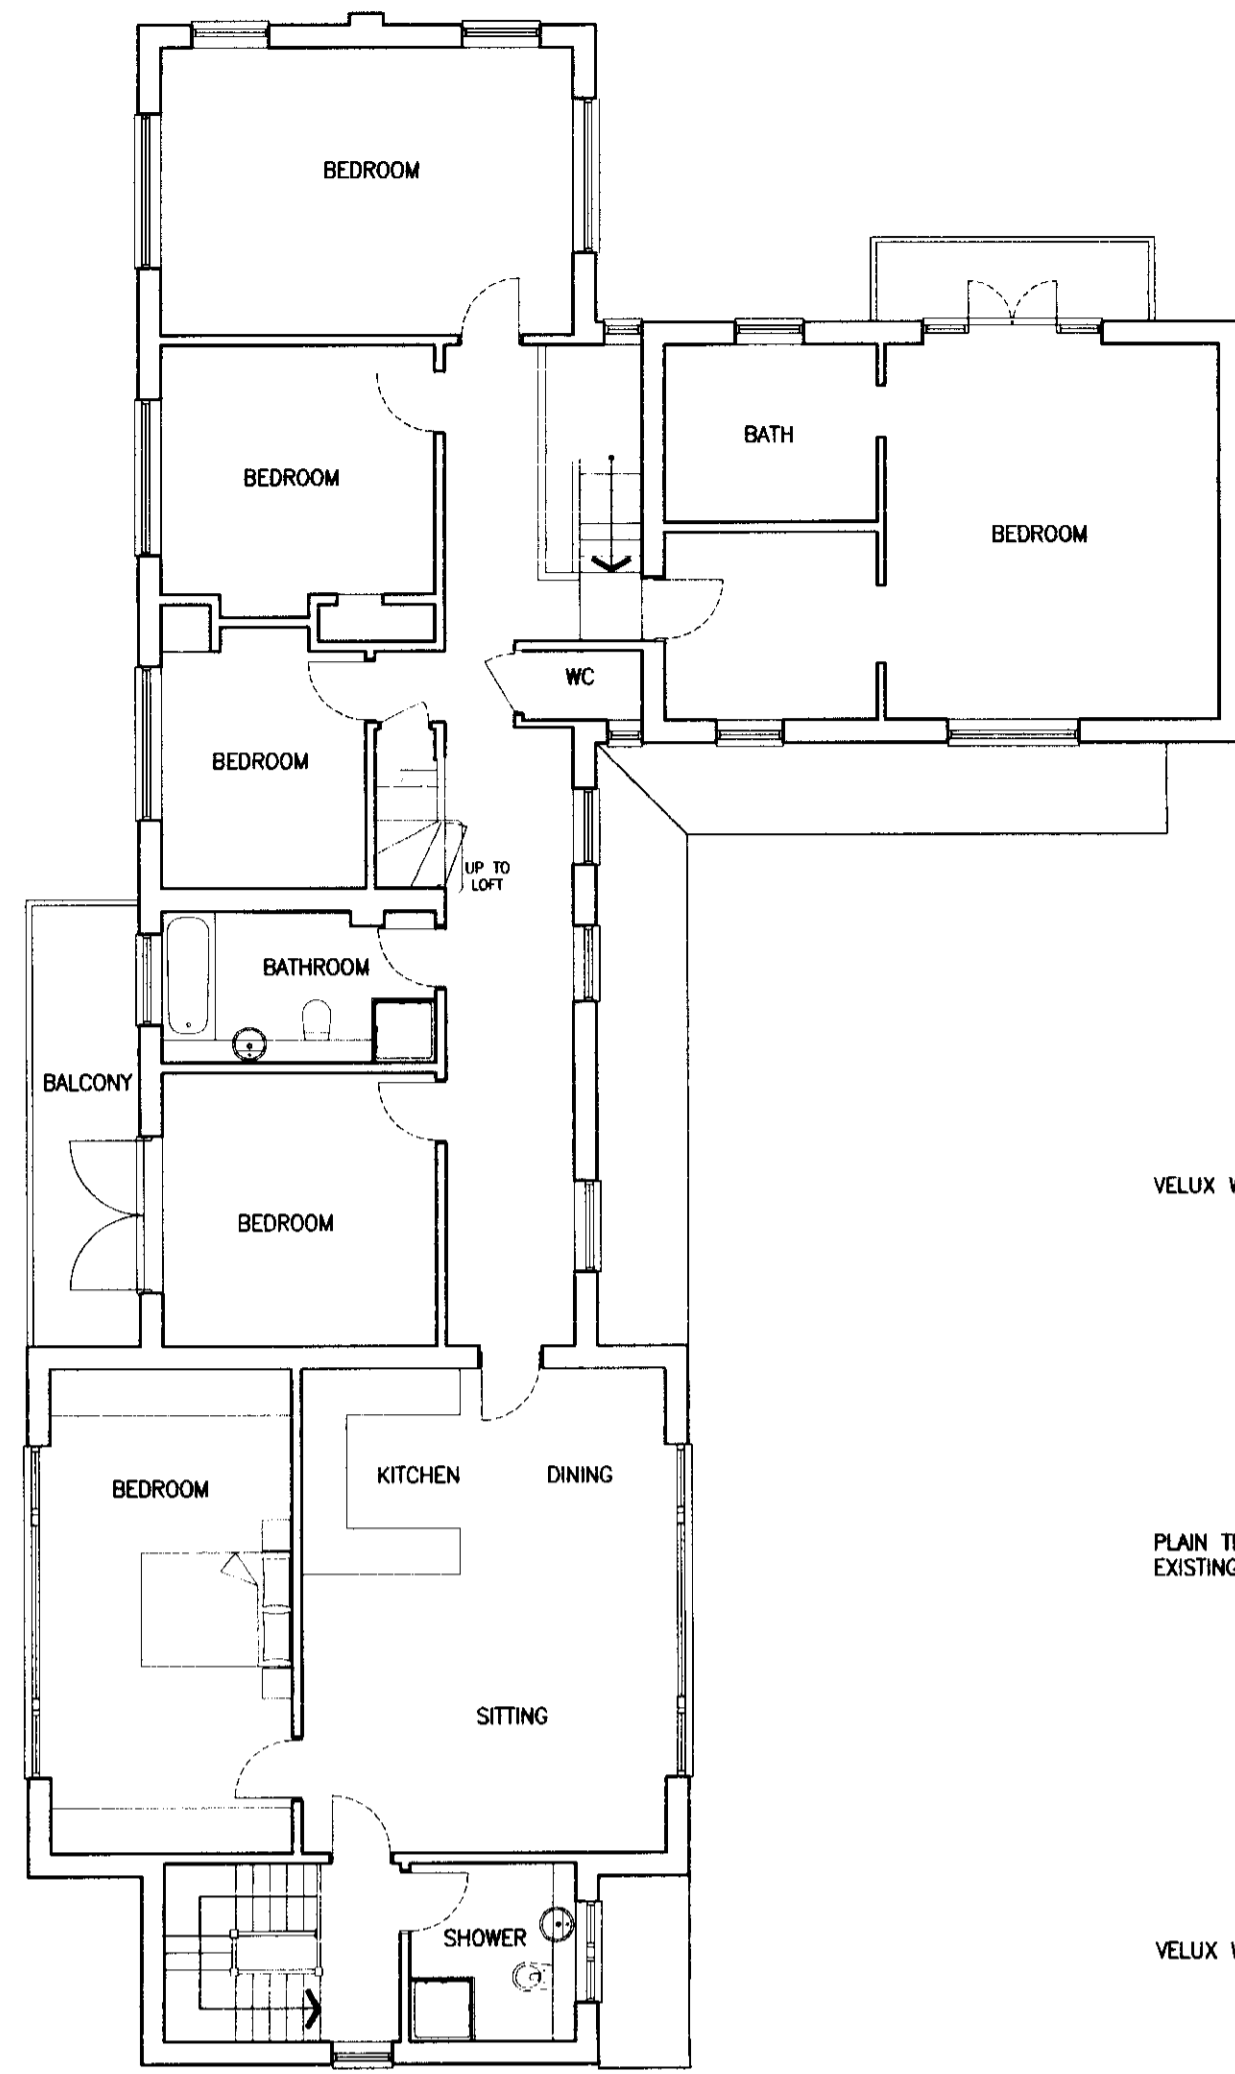 BEDROOM
BATH
BEDROOM
BEDROOM
WC
BEDROOM
UP TO
LOFT
BATHROOM
BALCONY
VELUX
BEDROOM
KITCHEN
DINING
BEDROOM
PLAIN
EXISTING
SITTING
SHOWER
VELUX